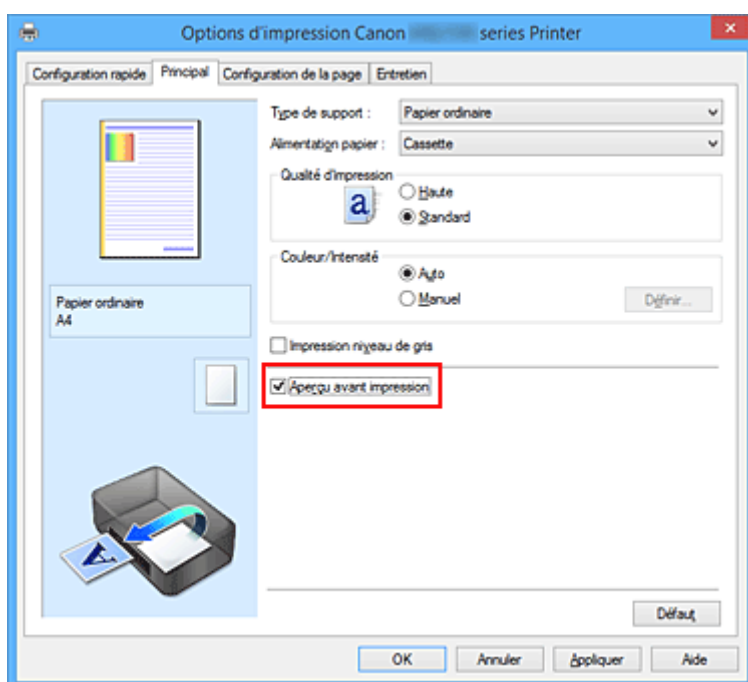 Options d'impression Canon series Printer
Configuration rapide Principal Configuration de la page Entretien
Type de support : Papier ordinaire
Alimentation papier : Cassette
Qualité d'impression
a
Haute
Standard
Couleur/Intensité
Auto
Manuel Définir...
Papier ordinaire
A4
Impression niveau de gris
Aperçu avant impression
A
Défaut
OK Annuler Appliquer Aide